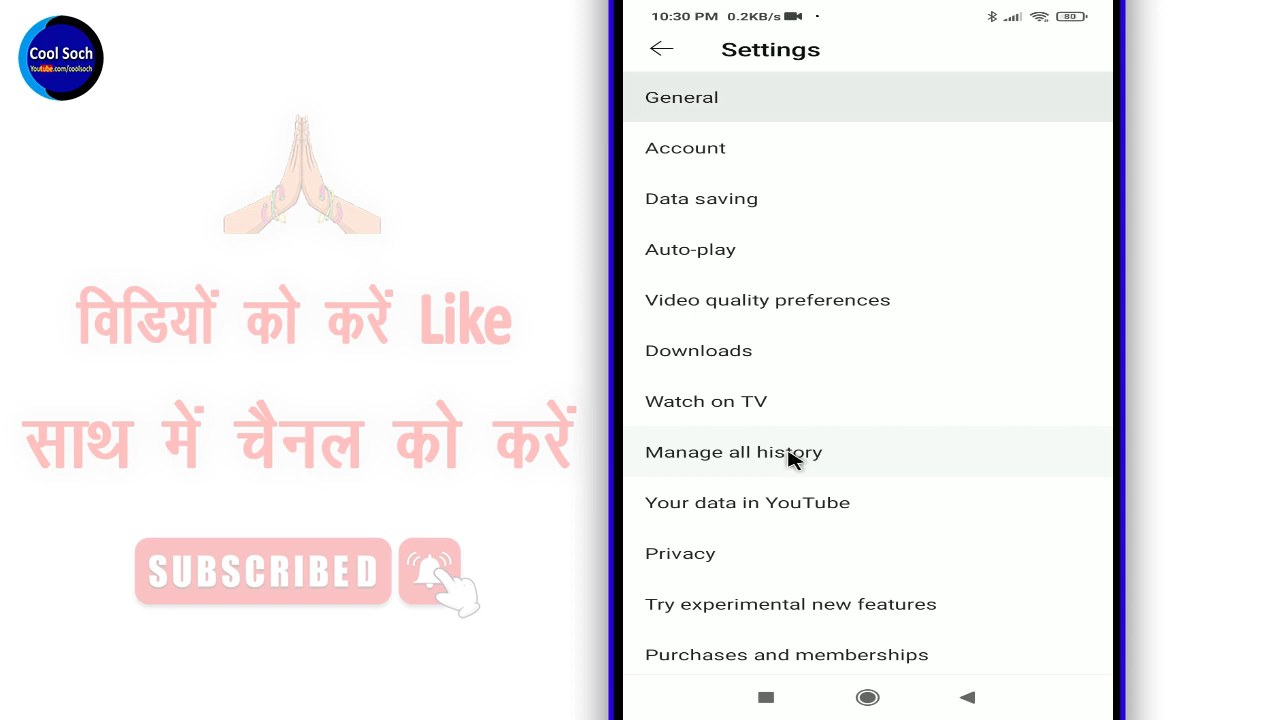 Cool Soch
Youtube.com/coolsoch
विडियों को करें Like
साथ में चैनल को करें
SUBSCRIBED
10:30 PM 0.2KB/s
80
Settings
General
Account
Data saving
Auto-play
Video quality preferences
Downloads
Watch on TV
Manage all history
Your data in YouTube
Privacy
Try experimental new features
Purchases and memberships